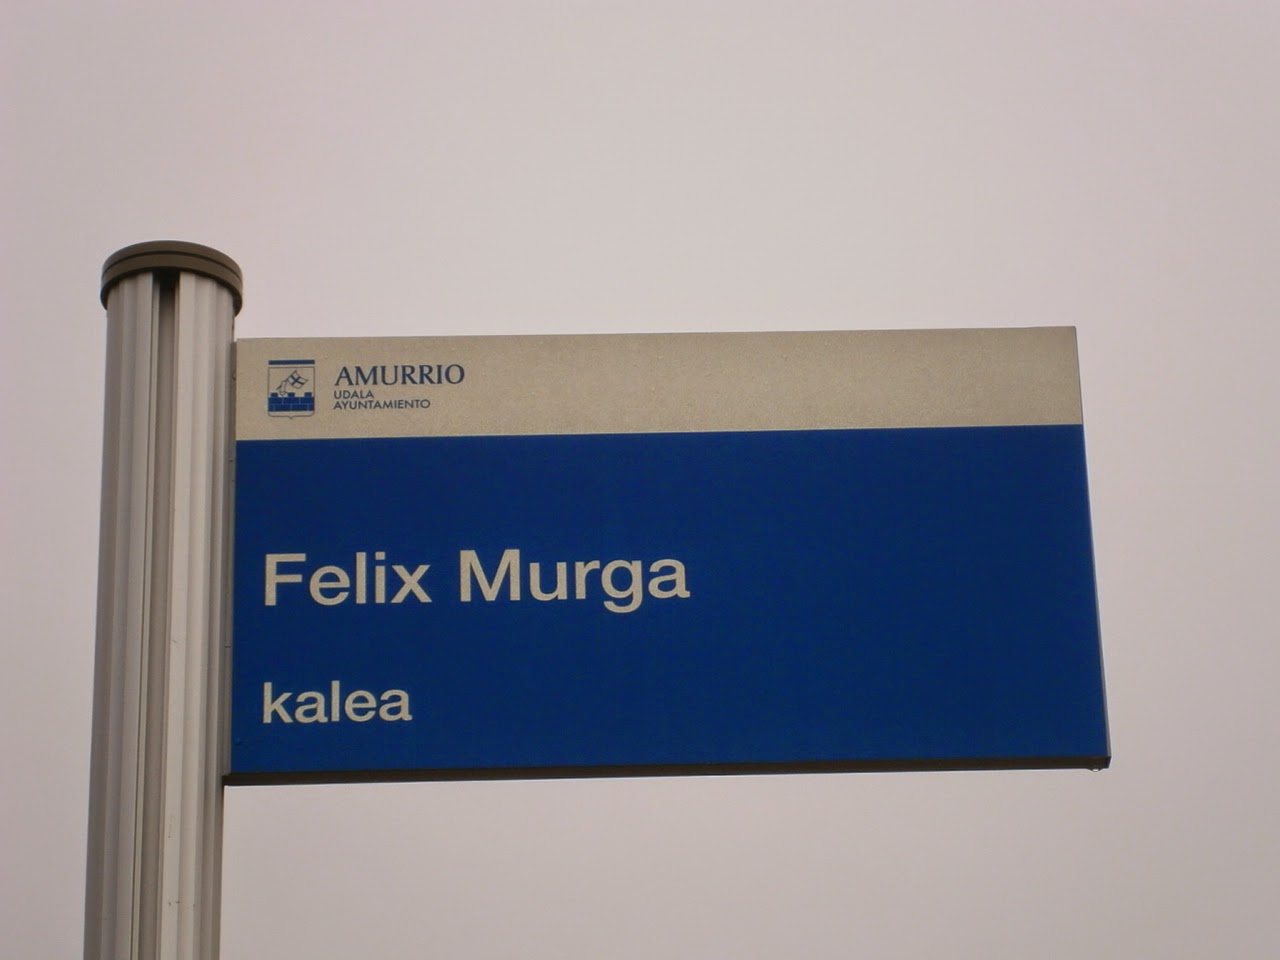 AMURRIO
UDALA
AYUNTAMIENTO
Felix Murga
kalea